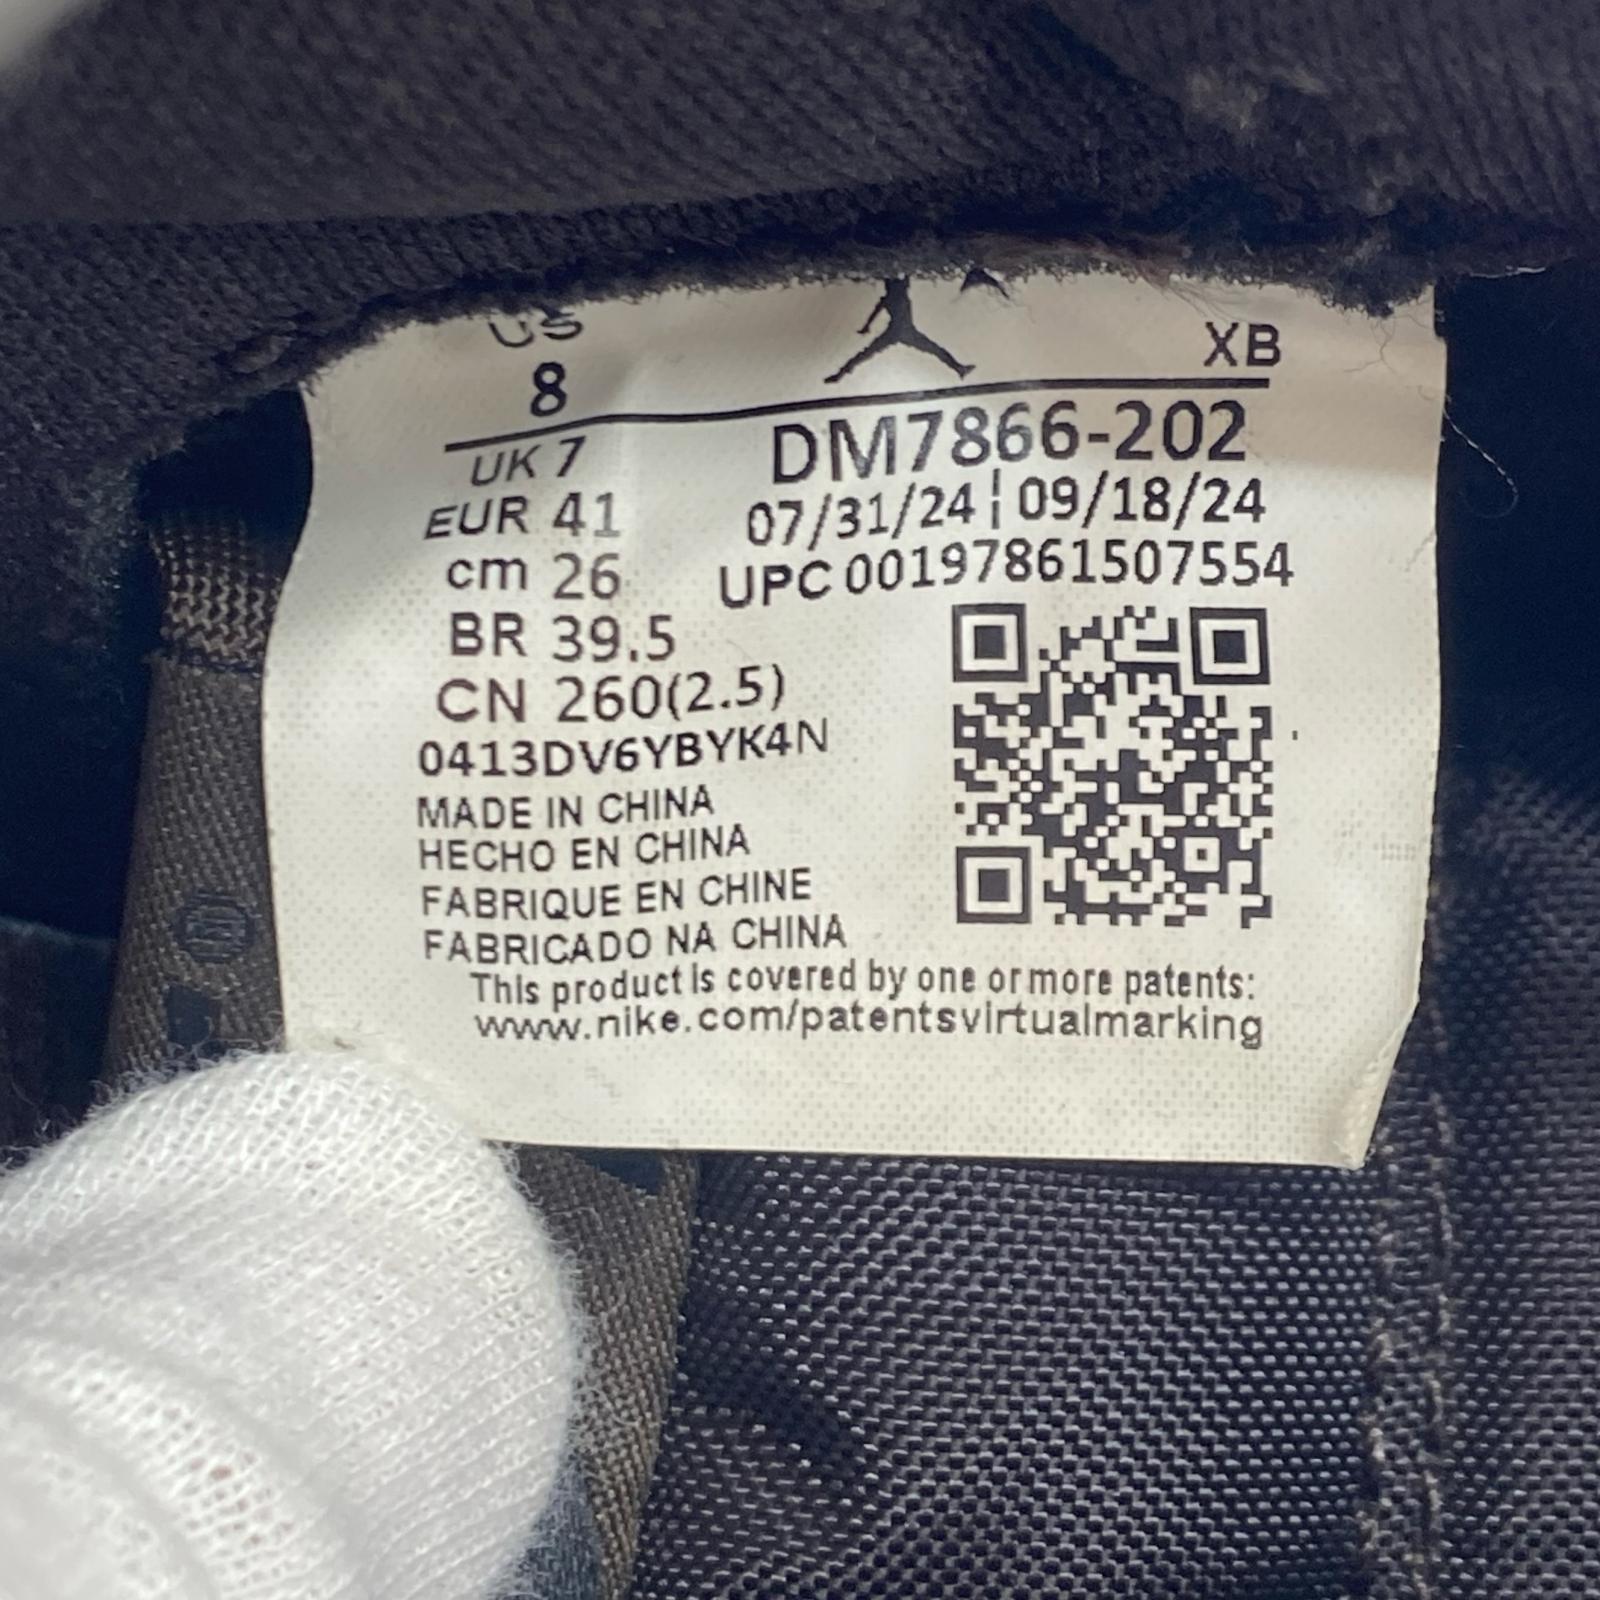 US
8
XB
UK 7
DM7866-202
EUR 41
07/31/24 | 09/18/24
cm 26
UPC 00197861507554
BR 39.5
CN 260(2.5)
0413DV6YBYK4N
MADE IN CHINA
HECHO EN CHINA
FABRIQUE EN CHINE
FABRICADO NA CHINA
This product is covered by one or more patents:
www.nike.com/patentsvirtualmarking